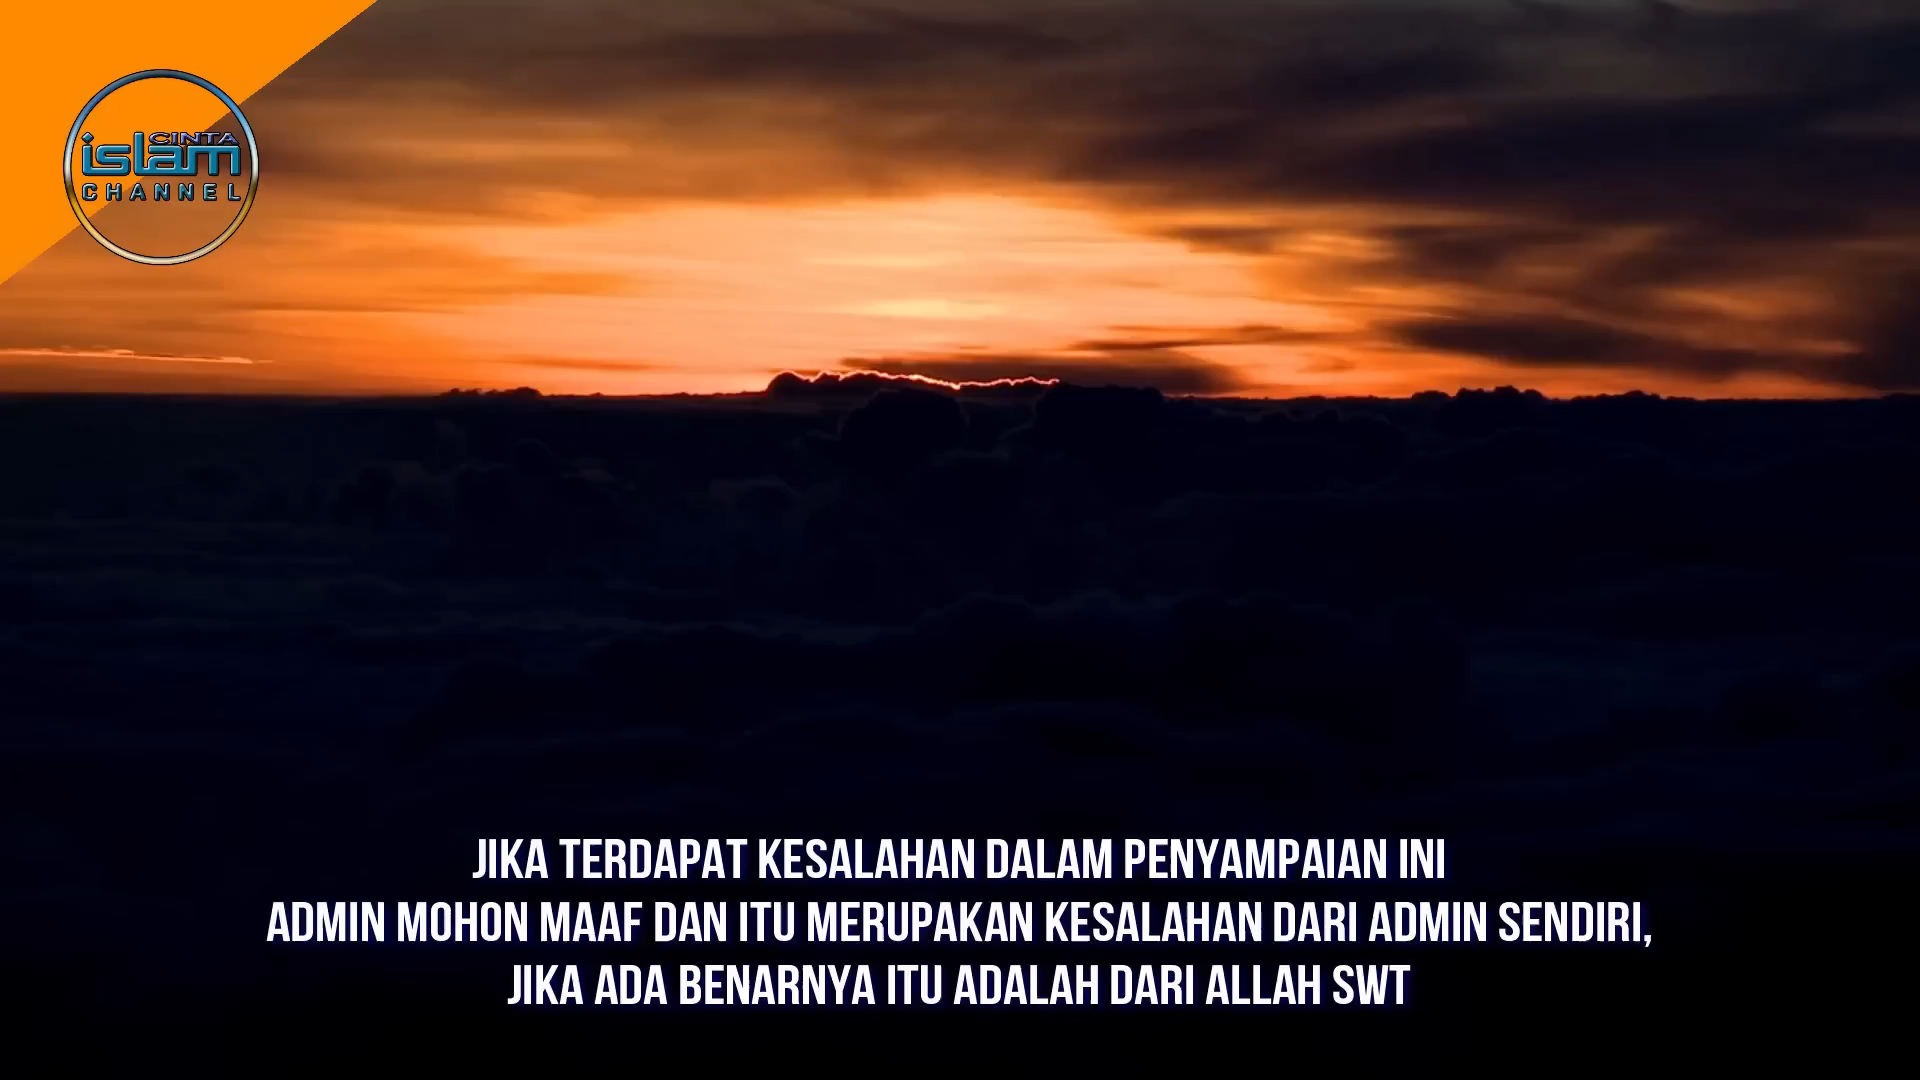 CINTA
islam
CHANNEL
JIKA TERDAPAT KESALAHAN DALAM PENYAMPAIAN INI
ADMIN MOHON MAAF DAN ITU MERUPAKAN KESALAHAN DARI ADMIN SENDIRI,
JIKA ADA BENARNYA ITU ADALAH DARI ALLAH SWT